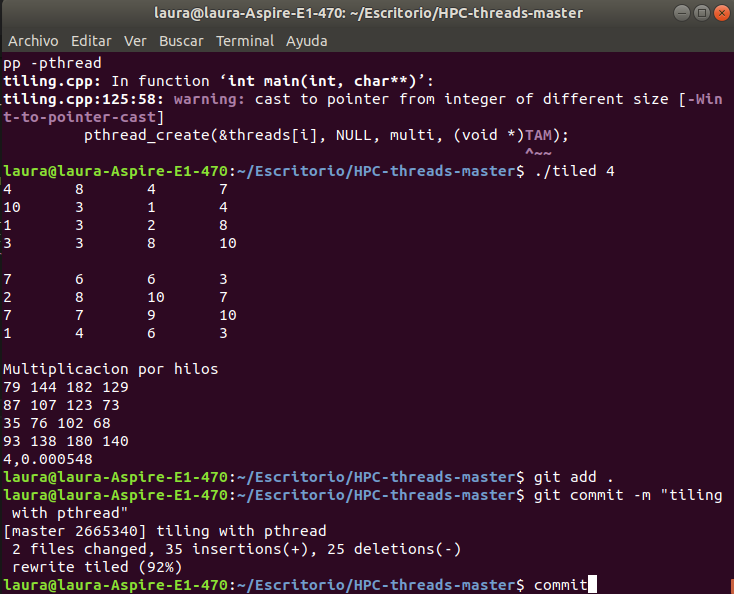 laura@laura-Aspire-E1-470: ~/Escritorio/HPC-threads-master
Archivo Editar Ver Buscar Terminal Ayuda
pp -pthread
tiling.cpp: In function ‘int main(int, char**)’:
tiling.cpp:125:58: warning: cast to pointer from integer of different size [-Win
t-to-pointer-cast]
         pthread_create(&threads[i], NULL, multi, (void *)TAM);
                                                          ^~~
laura@laura-Aspire-E1-470:~/Escritorio/HPC-threads-master$ ./tiled 4
4       8       4       7
10      3       1       4
1       3       2       8
3       3       8       10

7       6       6       3
2       8       10      7
7       7       9       10
1       4       6       3

Multiplicacion por hilos
79 144 182 129
87 107 123 73
35 76 102 68
93 138 180 140
4,0.000548
laura@laura-Aspire-E1-470:~/Escritorio/HPC-threads-master$ git add .
laura@laura-Aspire-E1-470:~/Escritorio/HPC-threads-master$ git commit -m "tiling
 with pthread"
[master 2665340] tiling with pthread
 2 files changed, 35 insertions(+), 25 deletions(-)
 rewrite tiled (92%)
laura@laura-Aspire-E1-470:~/Escritorio/HPC-threads-master$ commit